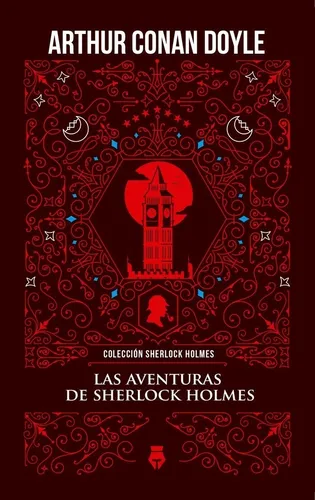 ARTHUR CONAN DOYLE
COLECCIÓN SHERLOCK HOLMES
LAS AVENTURAS
DE SHERLOCK HOLMES